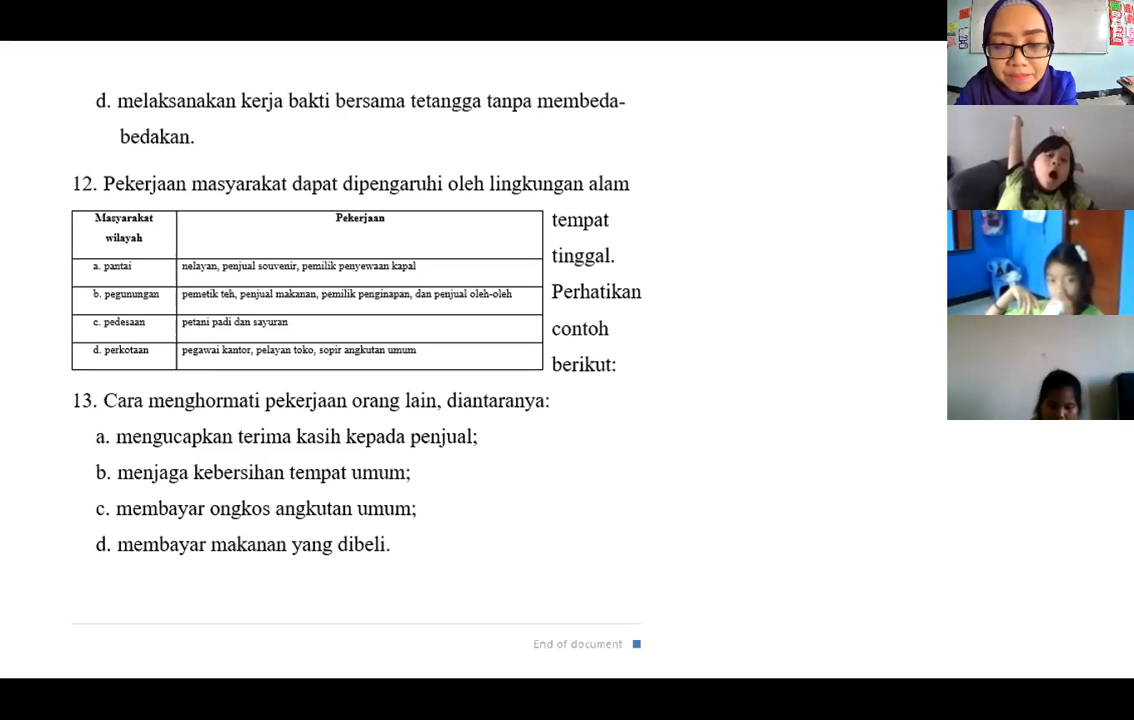 d. melaksanakan kerja bakti bersama tetangga tanpa membeda-
bedakan.
12. Pekerjaan masyarakat dapat dipengaruhi oleh lingkungan alam
tempat
tinggal.
Perhatikan
contoh
berikut:
Masyarakat wilayah | Pekerjaan
a. pantai | nelayan, penjual souvenir, pemilik penyewaan kapal
b. pegunungan | pemetik teh, penjual makanan, pemilik penginapan, dan penjual oleh-oleh
c. pedesaan | petani padi dan sayuran
d. perkotaan | pegawai kantor, pelayan toko, sopir angkutan umum
13. Cara menghormati pekerjaan orang lain, diantaranya:
a. mengucapkan terima kasih kepada penjual;
b. menjaga kebersihan tempat umum;
c. membayar ongkos angkutan umum;
d. membayar makanan yang dibeli.
End of document